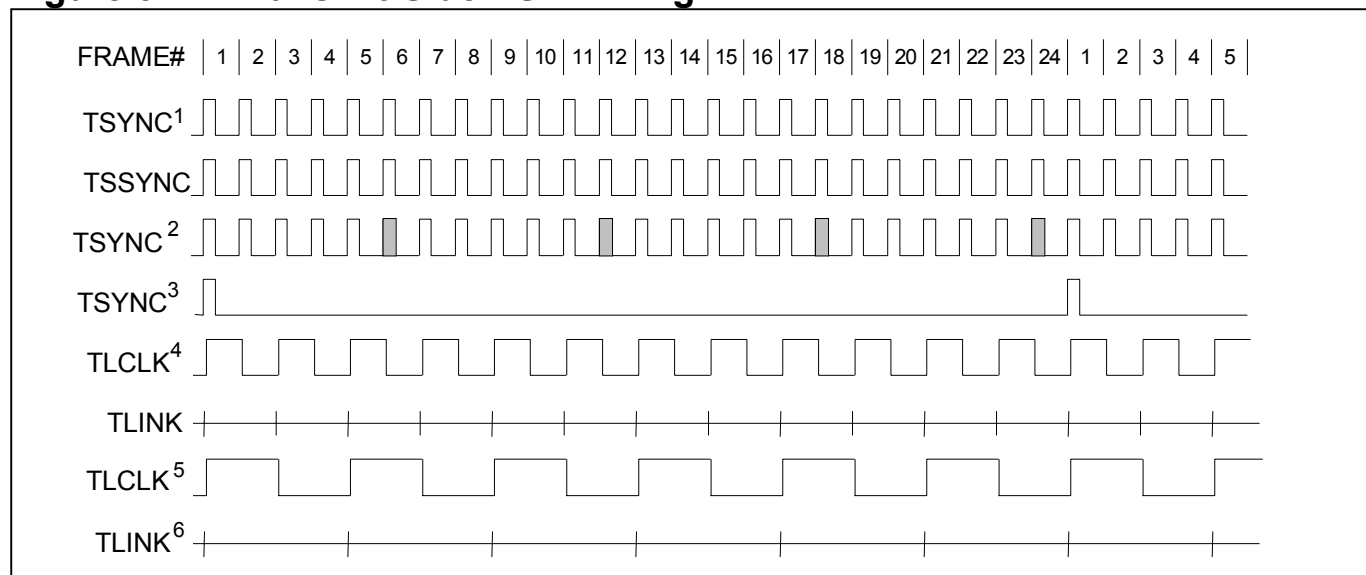 FRAME# 1 2 3 4 5 6 7 8 9 10 11 12 13 14 15 16 17 18 19 20 21 22 23 24 1 2 3 4 5
TSYNC1
TSSYNC
TSYNC2
TSYNC3
TLCLK4
TLINK
TLCLK5
TLINK6